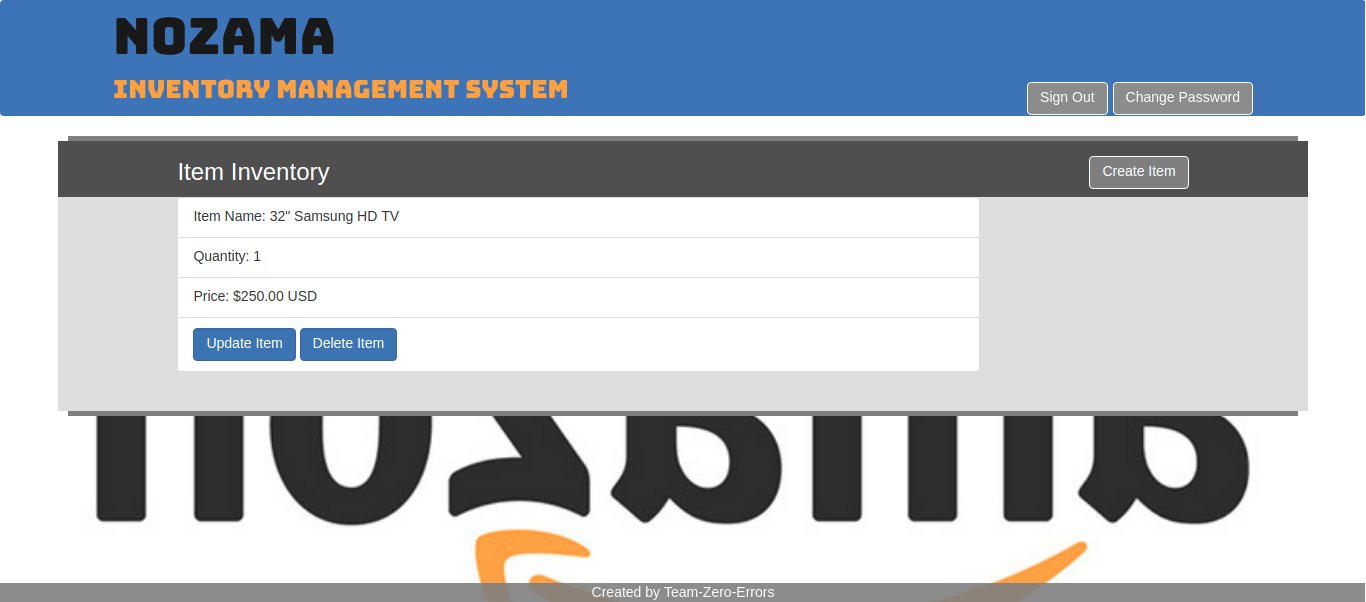 NOZAMA
INVENTORY MANAGEMENT SYSTEM
Sign Out Change Password
Item Inventory
Create Item
Item Name: 32" Samsung HD TV
Quantity: 1
Price: $250.00 USD
Update Item Delete Item
Created by Team-Zero-Errors